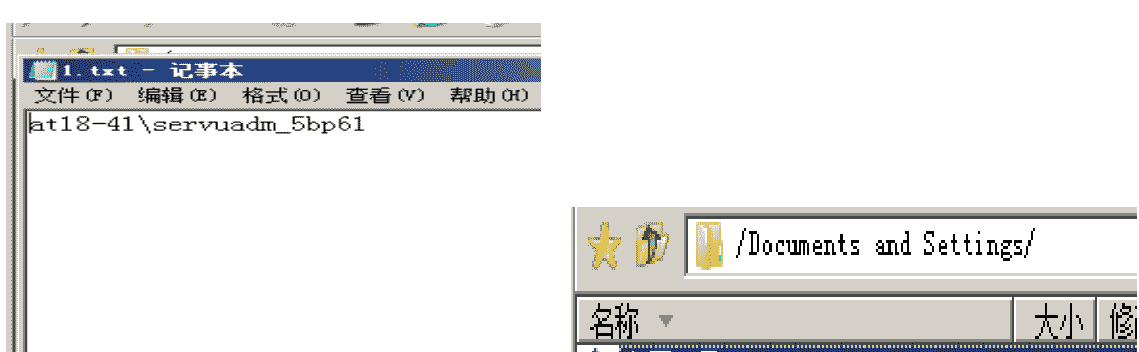 1.txt - 记事本
文件(F) 编辑(E) 格式(O) 查看(V) 帮助(H)
at18-41\servuadm_5bp61
/Documents and Settings/
名称 大小